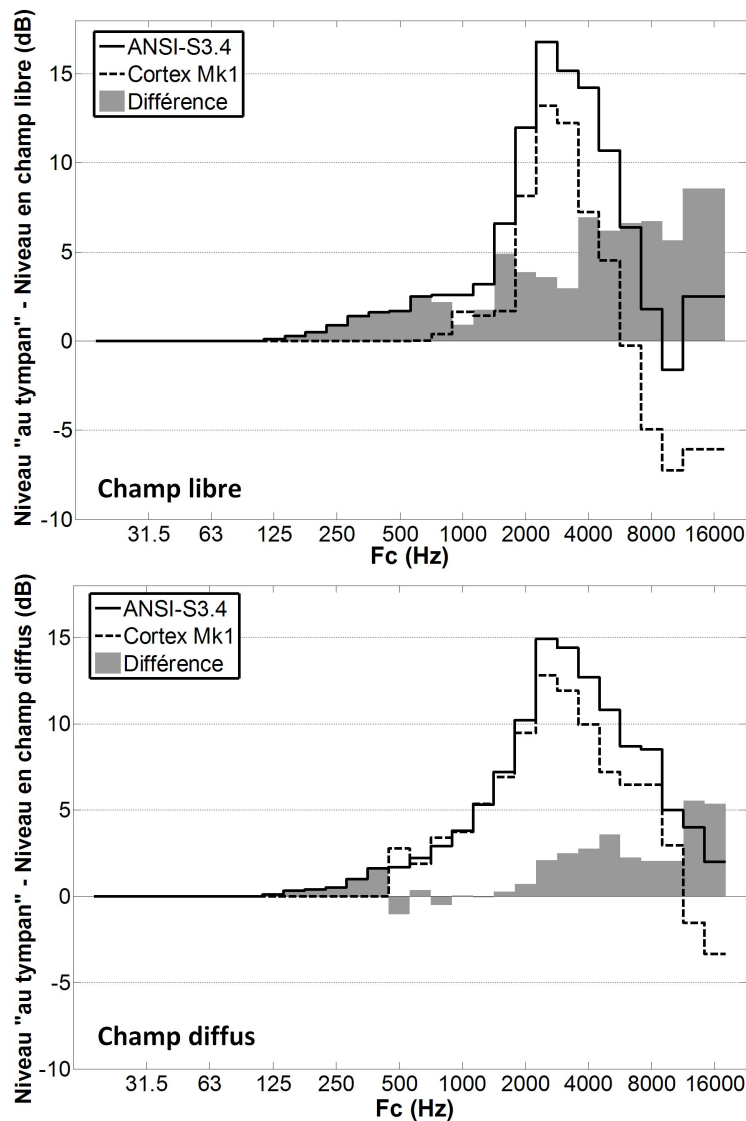 Niveau "au tympan" - Niveau en champ libre (dB)
15
10
5
0
-5
-10
ANSI-S3.4
Cortex Mk1
Différence
Champ libre
31.5 63 125 250 500 1000 2000 4000 8000 16000
Fc (Hz)
Niveau "au tympan" - Niveau en champ diffus (dB)
15
10
5
0
-5
-10
ANSI-S3.4
Cortex Mk1
Différence
Champ diffus
31.5 63 125 250 500 1000 2000 4000 8000 16000
Fc (Hz)